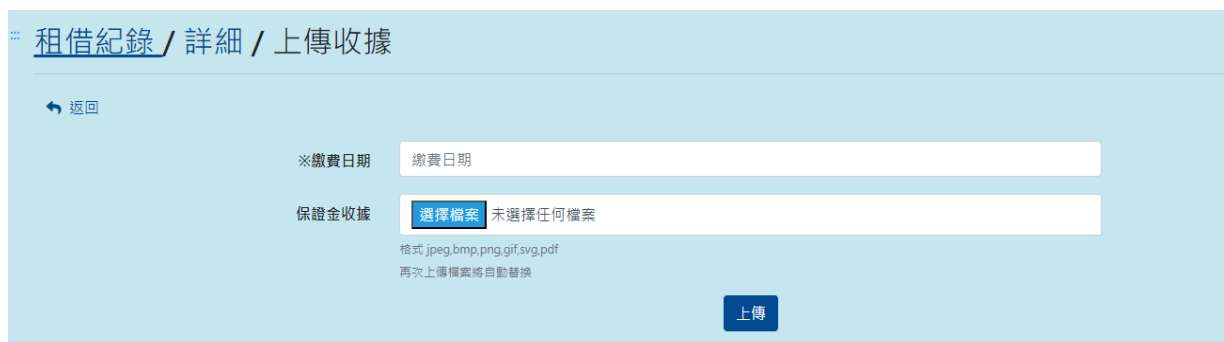 ::: 租借紀錄 / 詳細 / 上傳收據
返回
※繳費日期 繳費日期
保證金收據 選擇檔案 未選擇任何檔案
格式 jpeg,bmp,png,gif,svg,pdf
再次上傳檔案將自動替換
上傳